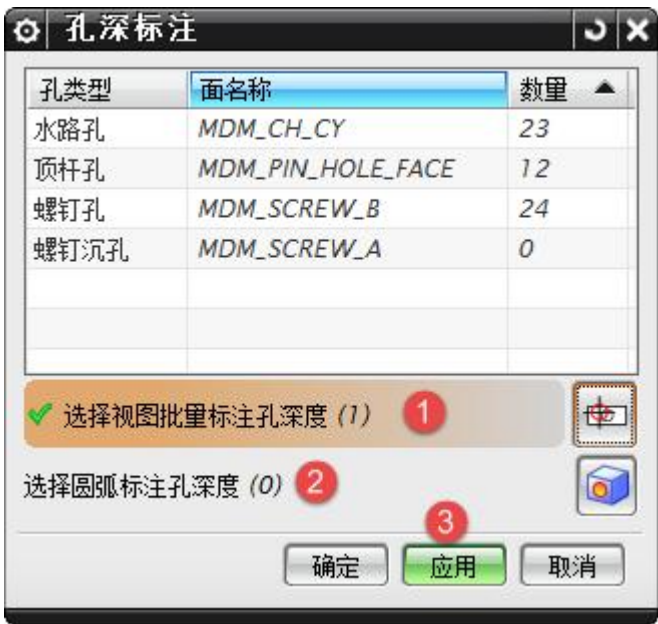 孔深标注
孔类型 面名称 数量
水路孔 MDM_CH_CY 23
顶杆孔 MDM_PIN_HOLE_FACE 12
螺钉孔 MDM_SCREW_B 24
螺钉沉孔 MDM_SCREW_A 0
选择视图批量标注孔深度 (1) 1
选择圆弧标注孔深度 (0) 2
3
确定 应用 取消